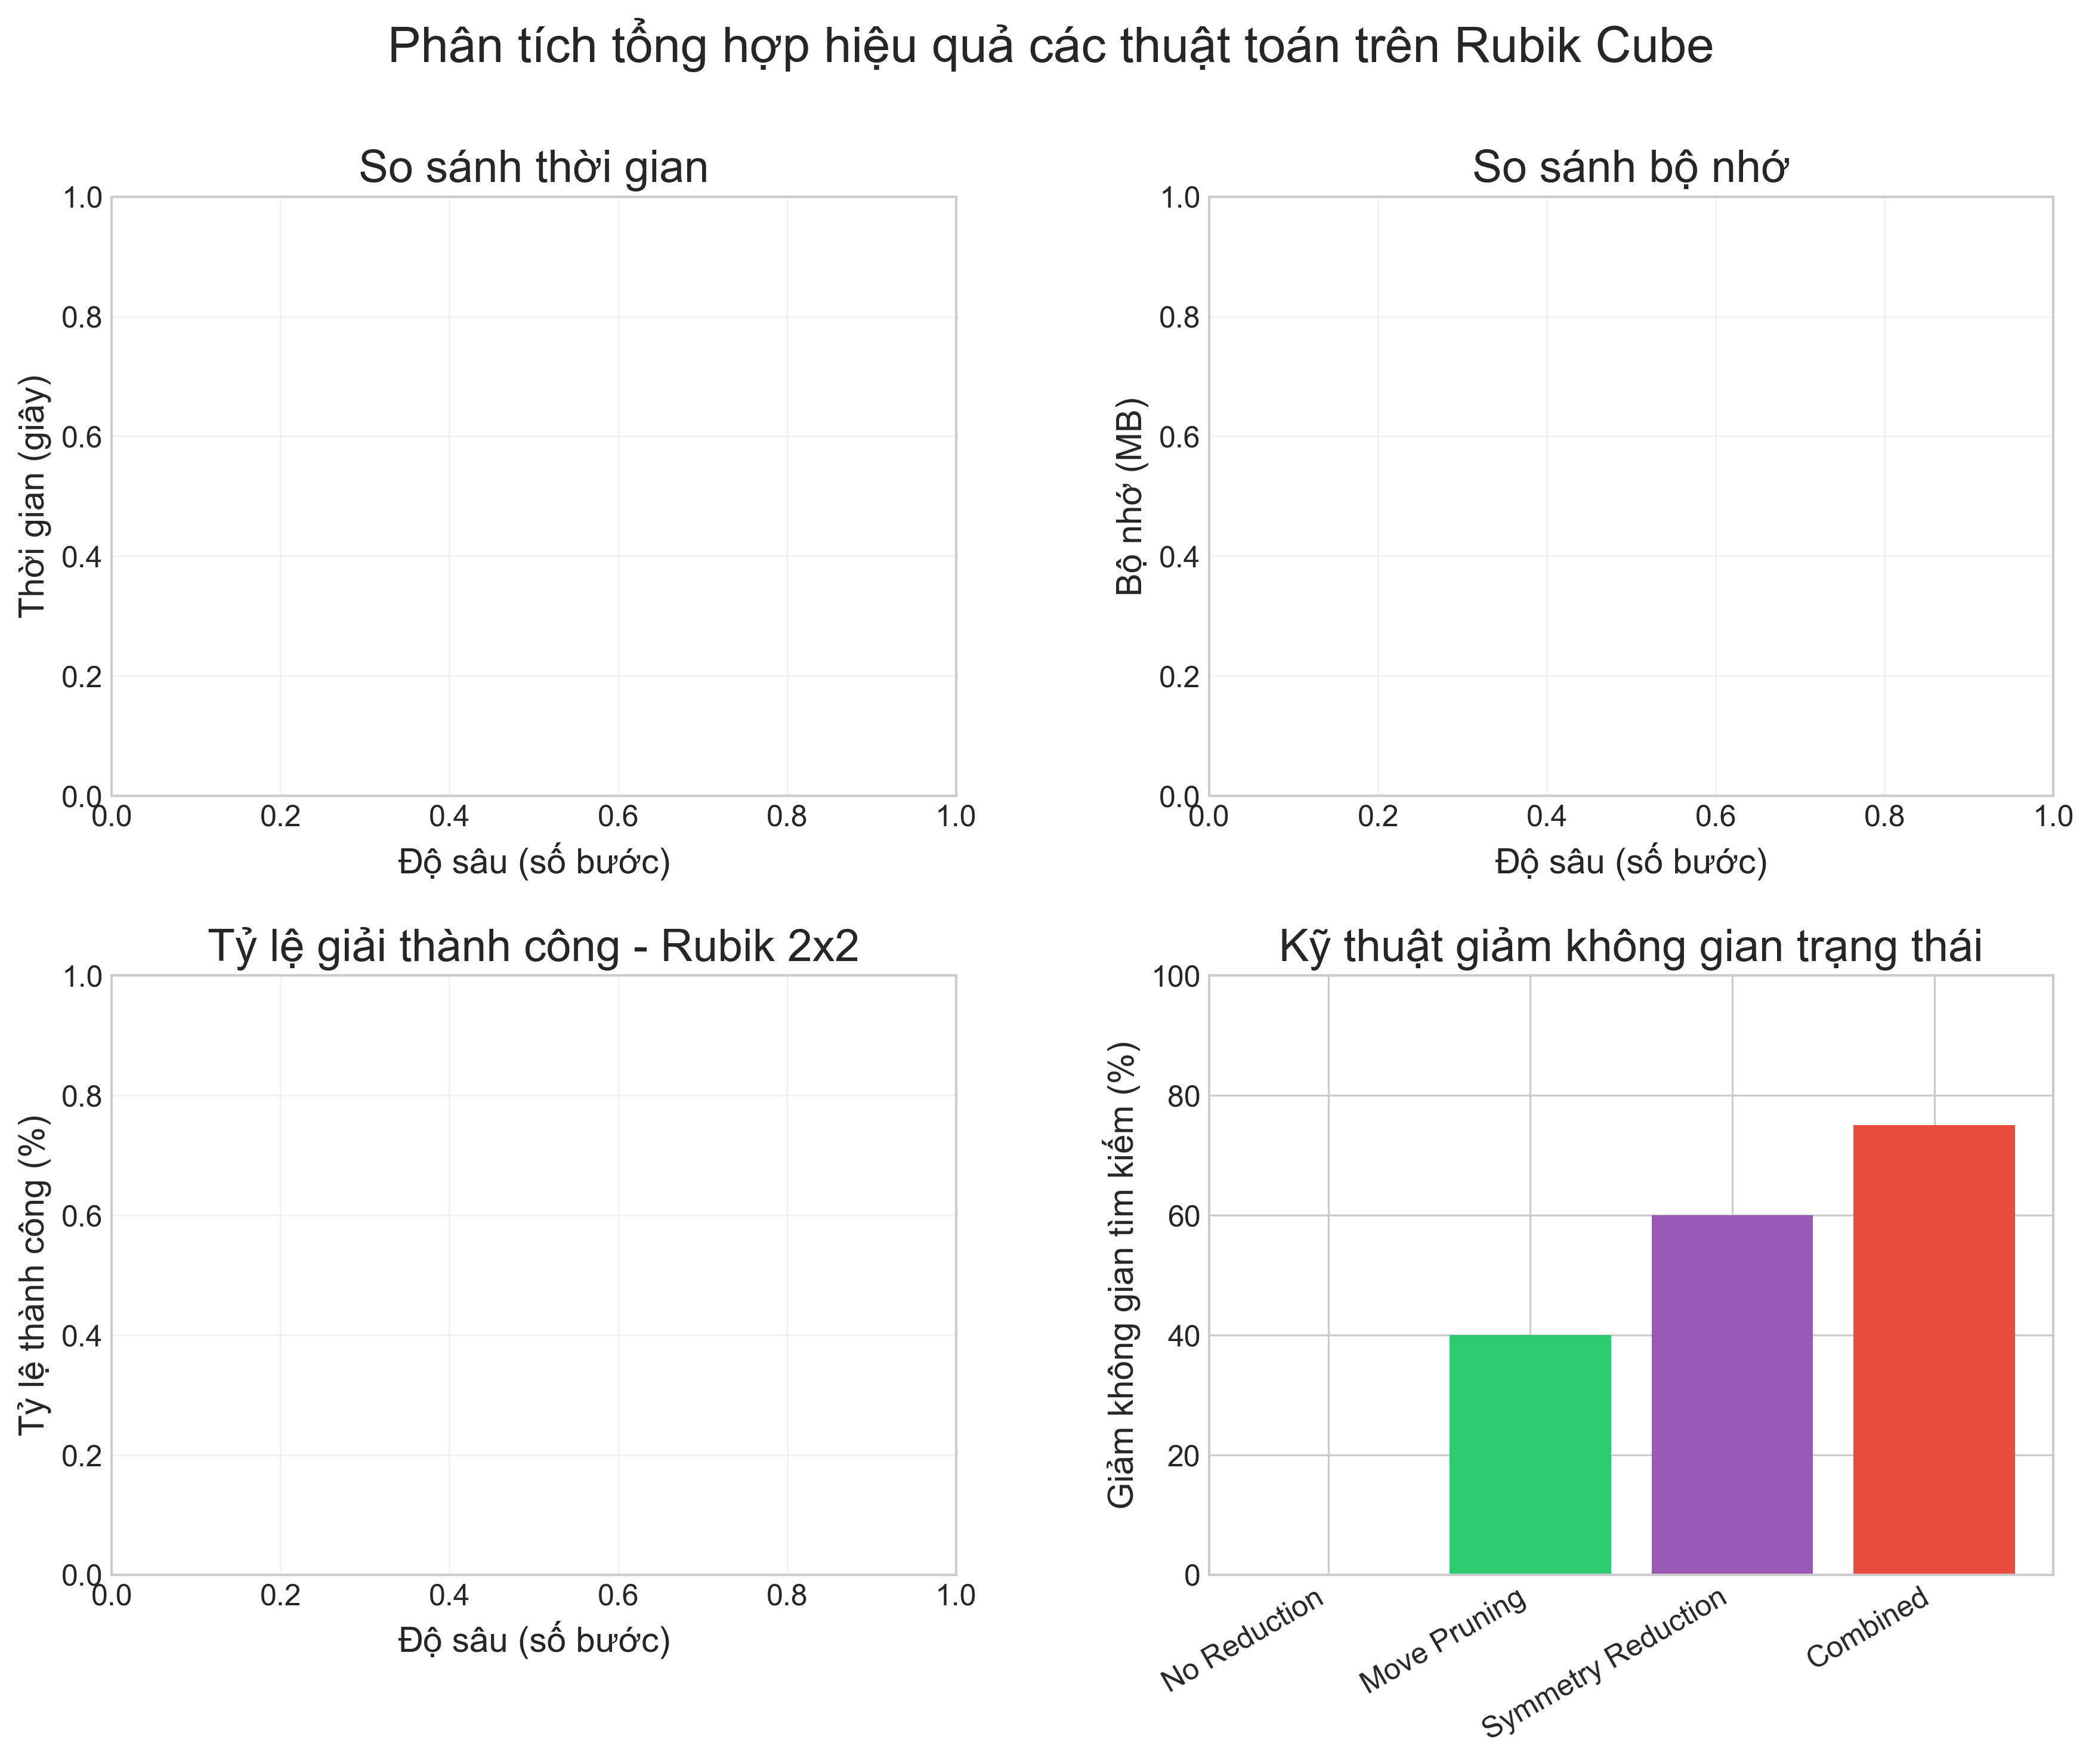 Phân tích tổng hợp hiệu quả các thuật toán trên Rubik Cube
So sánh thời gian
1.0
0.8
0.6
0.4
0.2
0.0
Thời gian (giây)
0.0 0.2 0.4 0.6 0.8 1.0
Độ sâu (số bước)
So sánh bộ nhớ
1.0
0.8
0.6
0.4
0.2
0.0
Bộ nhớ (MB)
0.0 0.2 0.4 0.6 0.8 1.0
Độ sâu (số bước)
Tỷ lệ giải thành công - Rubik 2x2
1.0
0.8
0.6
0.4
0.2
0.0
Tỷ lệ thành công (%)
0.0 0.2 0.4 0.6 0.8 1.0
Độ sâu (số bước)
Kỹ thuật giảm không gian trạng thái
100
80
60
40
20
0
Giảm không gian tìm kiếm (%)
No Reduction
Move Pruning
Symmetry Reduction
Combined